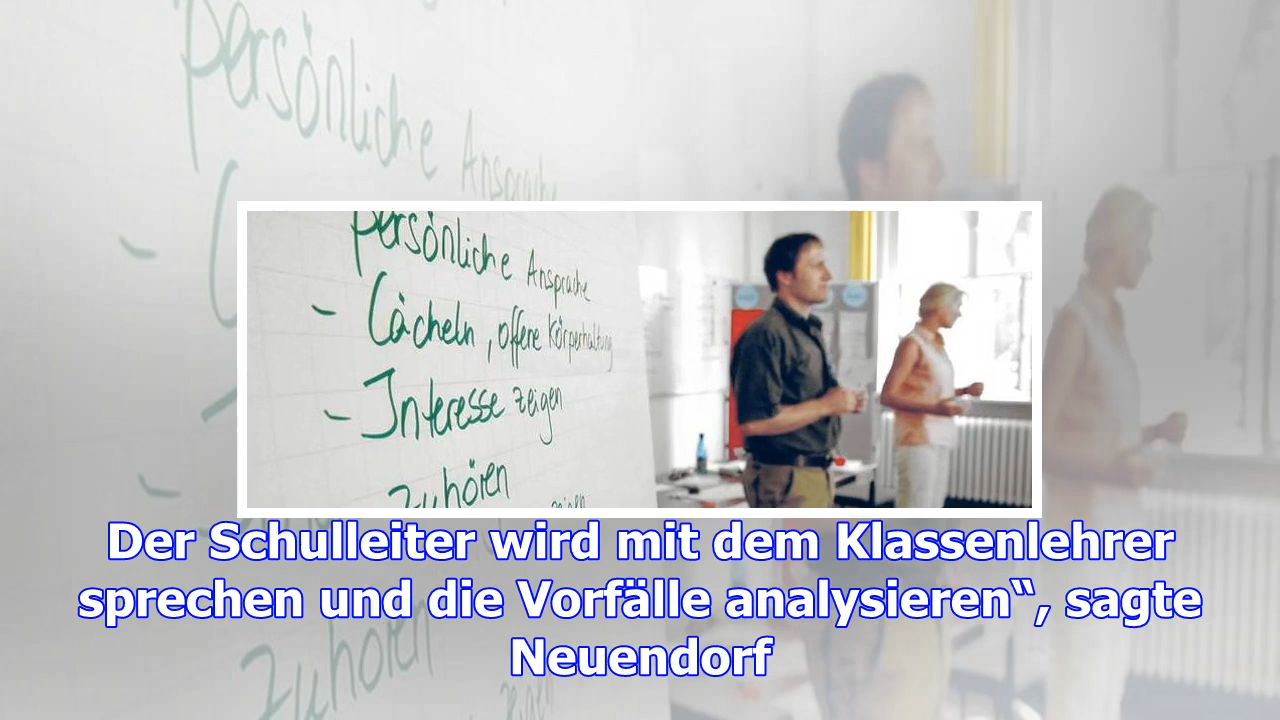 persönliche Ansprache
- Lächeln, offene Körperhaltung
- Interesse zeigen
zuhören
zeigen
Der Schulleiter wird mit dem Klassenlehrer
sprechen und die Vorfälle analysieren“, sagte
Neuendorf